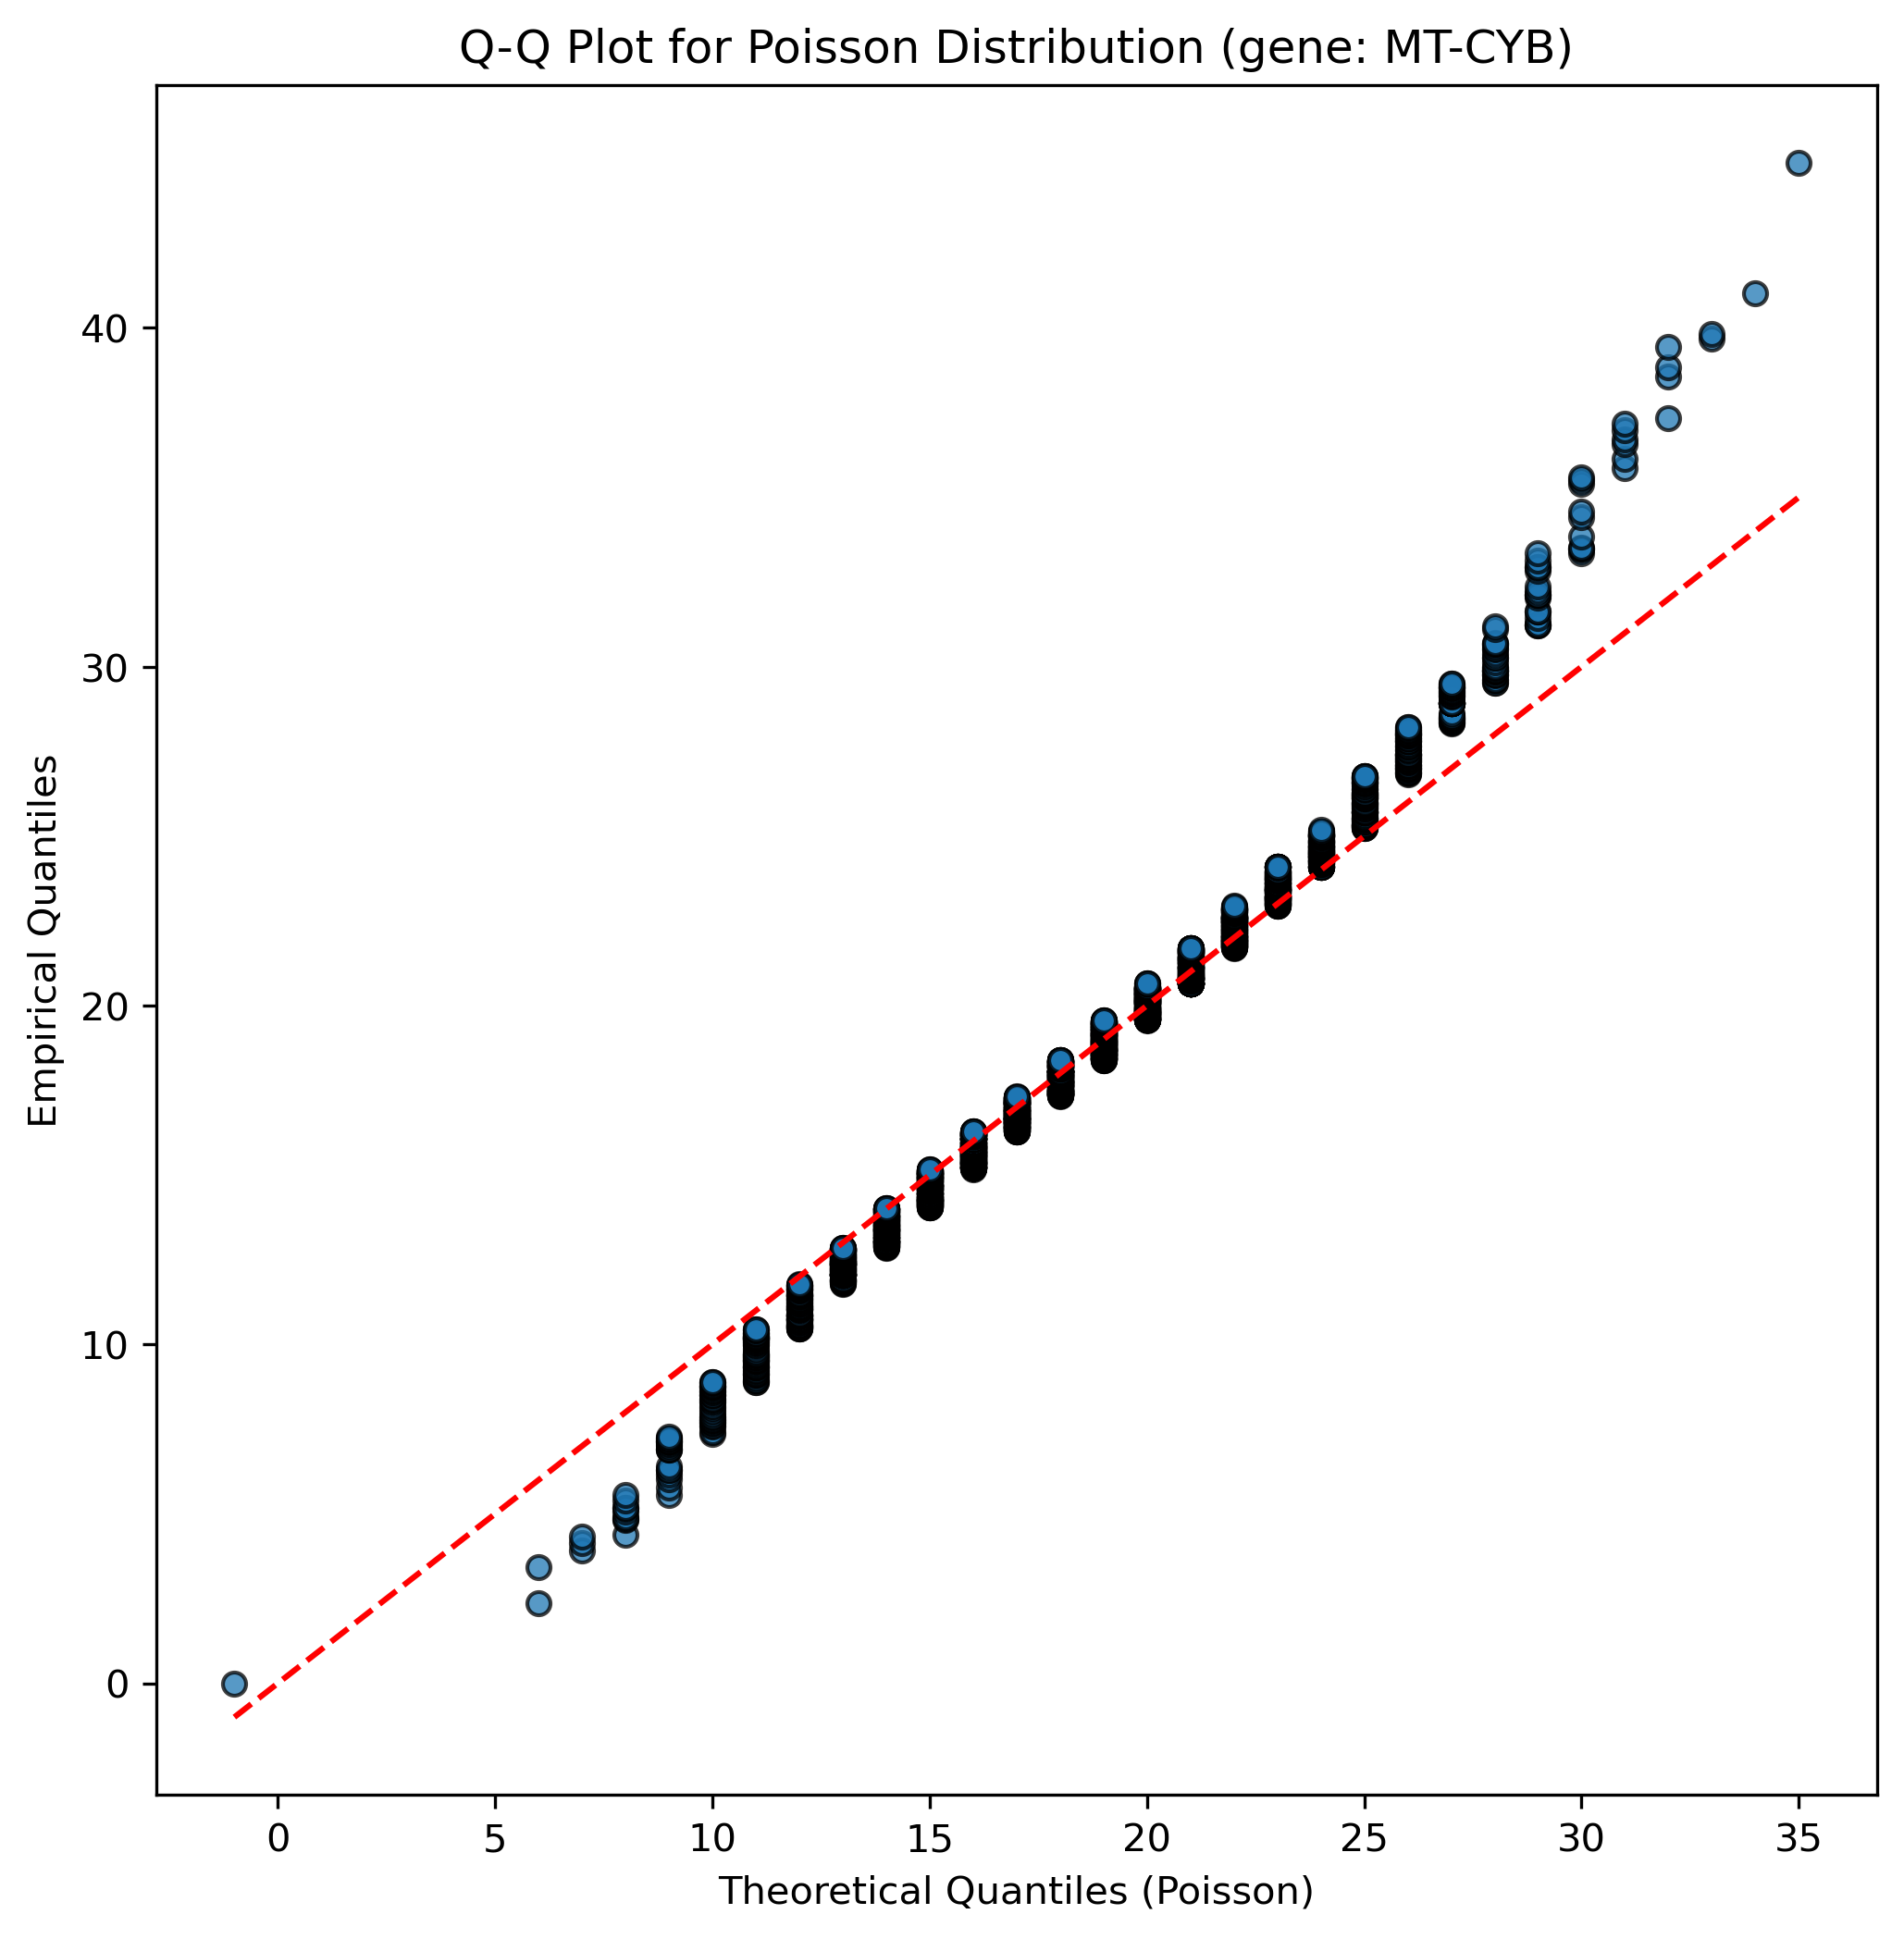 Q-Q Plot for Poisson Distribution (gene: MT-CYB)
40
30
20
10
0
Empirical Quantiles
0 5 10 15 20 25 30 35
Theoretical Quantiles (Poisson)